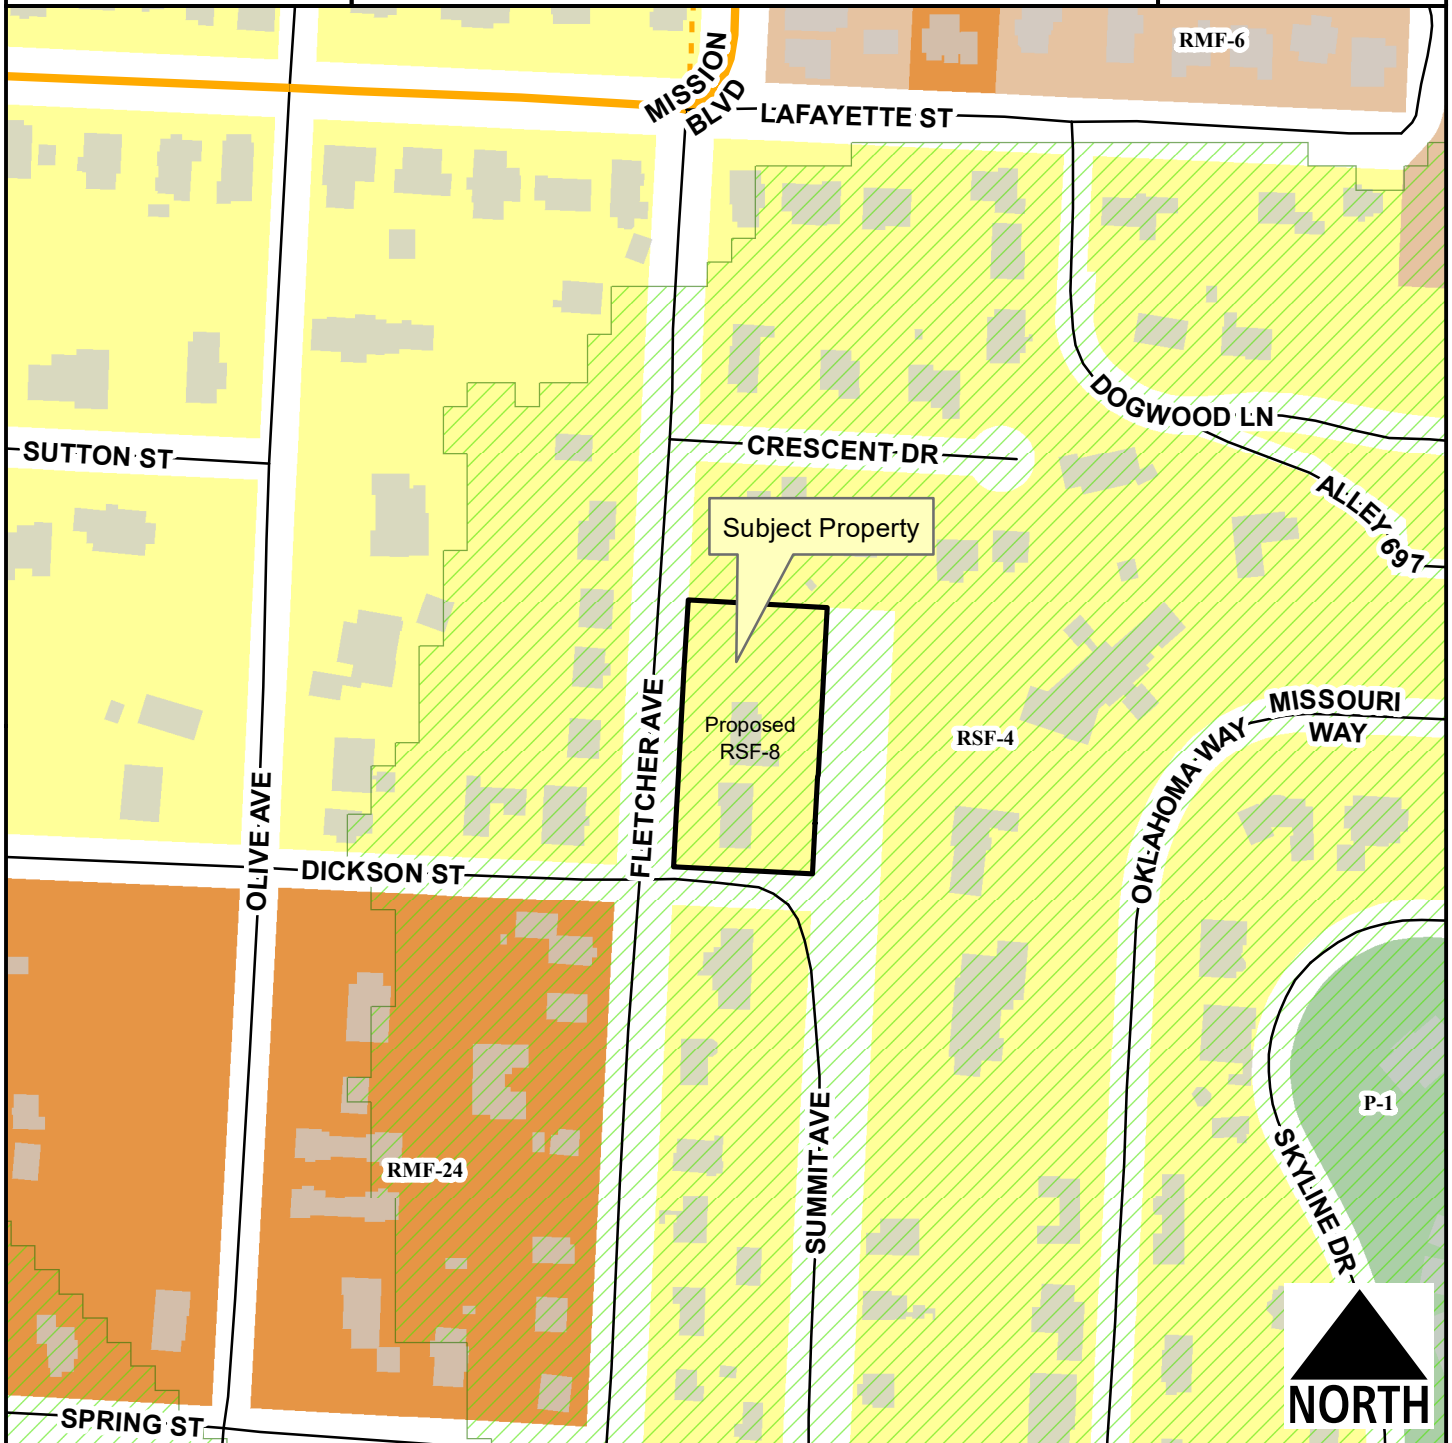 RMF-6
MISSION
BLVD
LAFAYETTE ST
DOGWOOD LN
SUTTON ST
CRESCENT DR
ALLEY 697
Subject Property
FLETCHER AVE
Proposed
RSF-8
RSF-4
MISSOURI
WAY
OKLAHOMA WAY
OLIVE AVE
DICKSON ST
P-1
RMF-24
SUMMIT AVE
SKYLINE DR
SPRING ST
NORTH